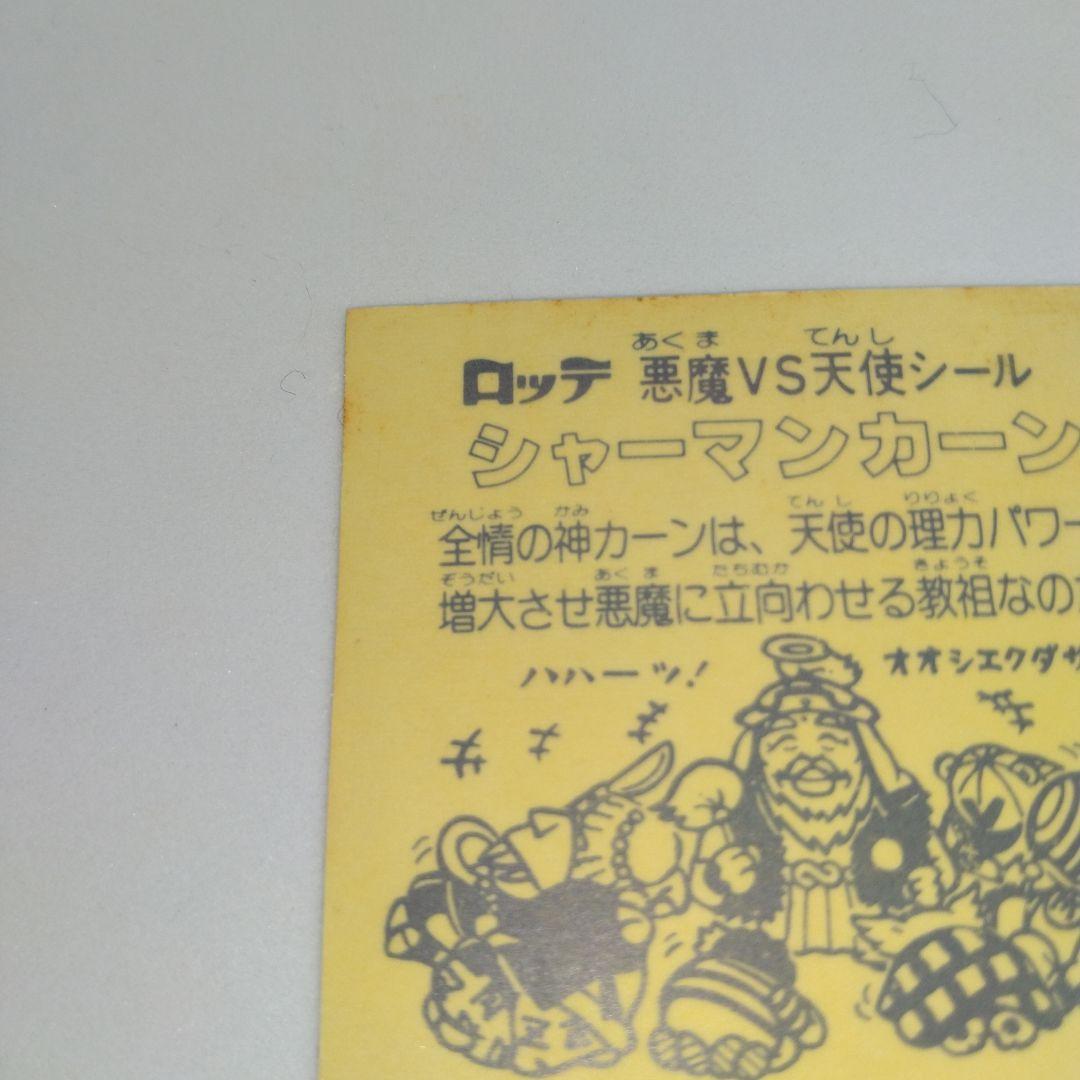 あくま てんし
ロッテ 悪魔VS天使シール
シャーマンカーン
ぜんじょう かみ てんし りりょく
全情の神カーンは、天使の理力パワー
ぞうだい あくま たちむか きょうそ
増大させ悪魔に立向わせる教祖なの
ハハーッ! オオシエクダサ